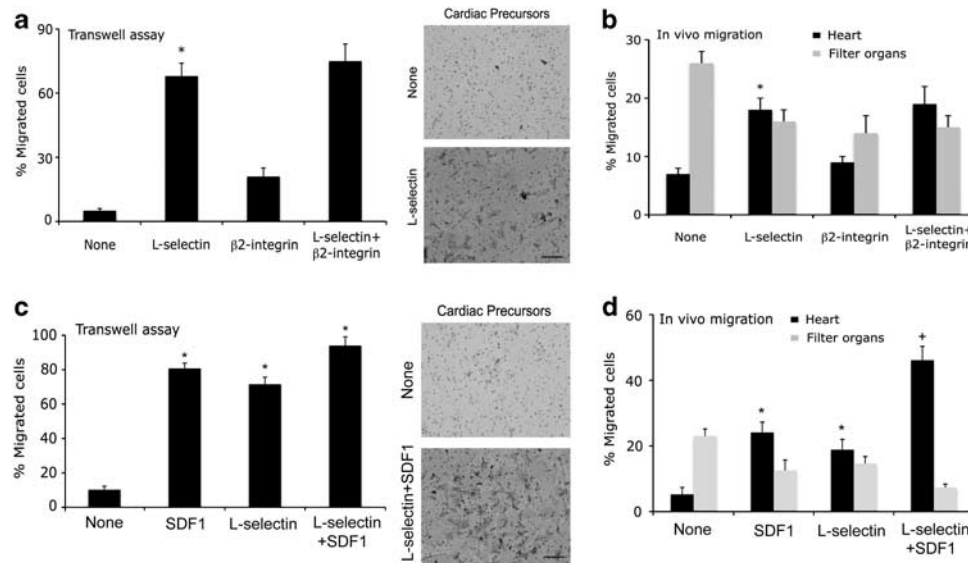 a
Transwell assay
% Migrated cells
90
60
30
0
*
None
L-selectin
β2-integrin
L-selectin+
β2-integrin
Cardiac Precursors
None
L-selectin
b
In vivo migration
Heart
Filter organs
% Migrated cells
30
20
10
0
*
None
L-selectin
β2-integrin
L-selectin+
β2-integrin
c
Transwell assay
% Migrated cells
100
80
60
40
20
0
*
*
*
None
SDF1
L-selectin
L-selectin
+SDF1
Cardiac Precursors
None
L-selectin+SDF1
d
In vivo migration
Heart
Filter organs
% Migrated cells
60
40
20
0
*
*
+
None
SDF1
L-selectin
L-selectin
+SDF1